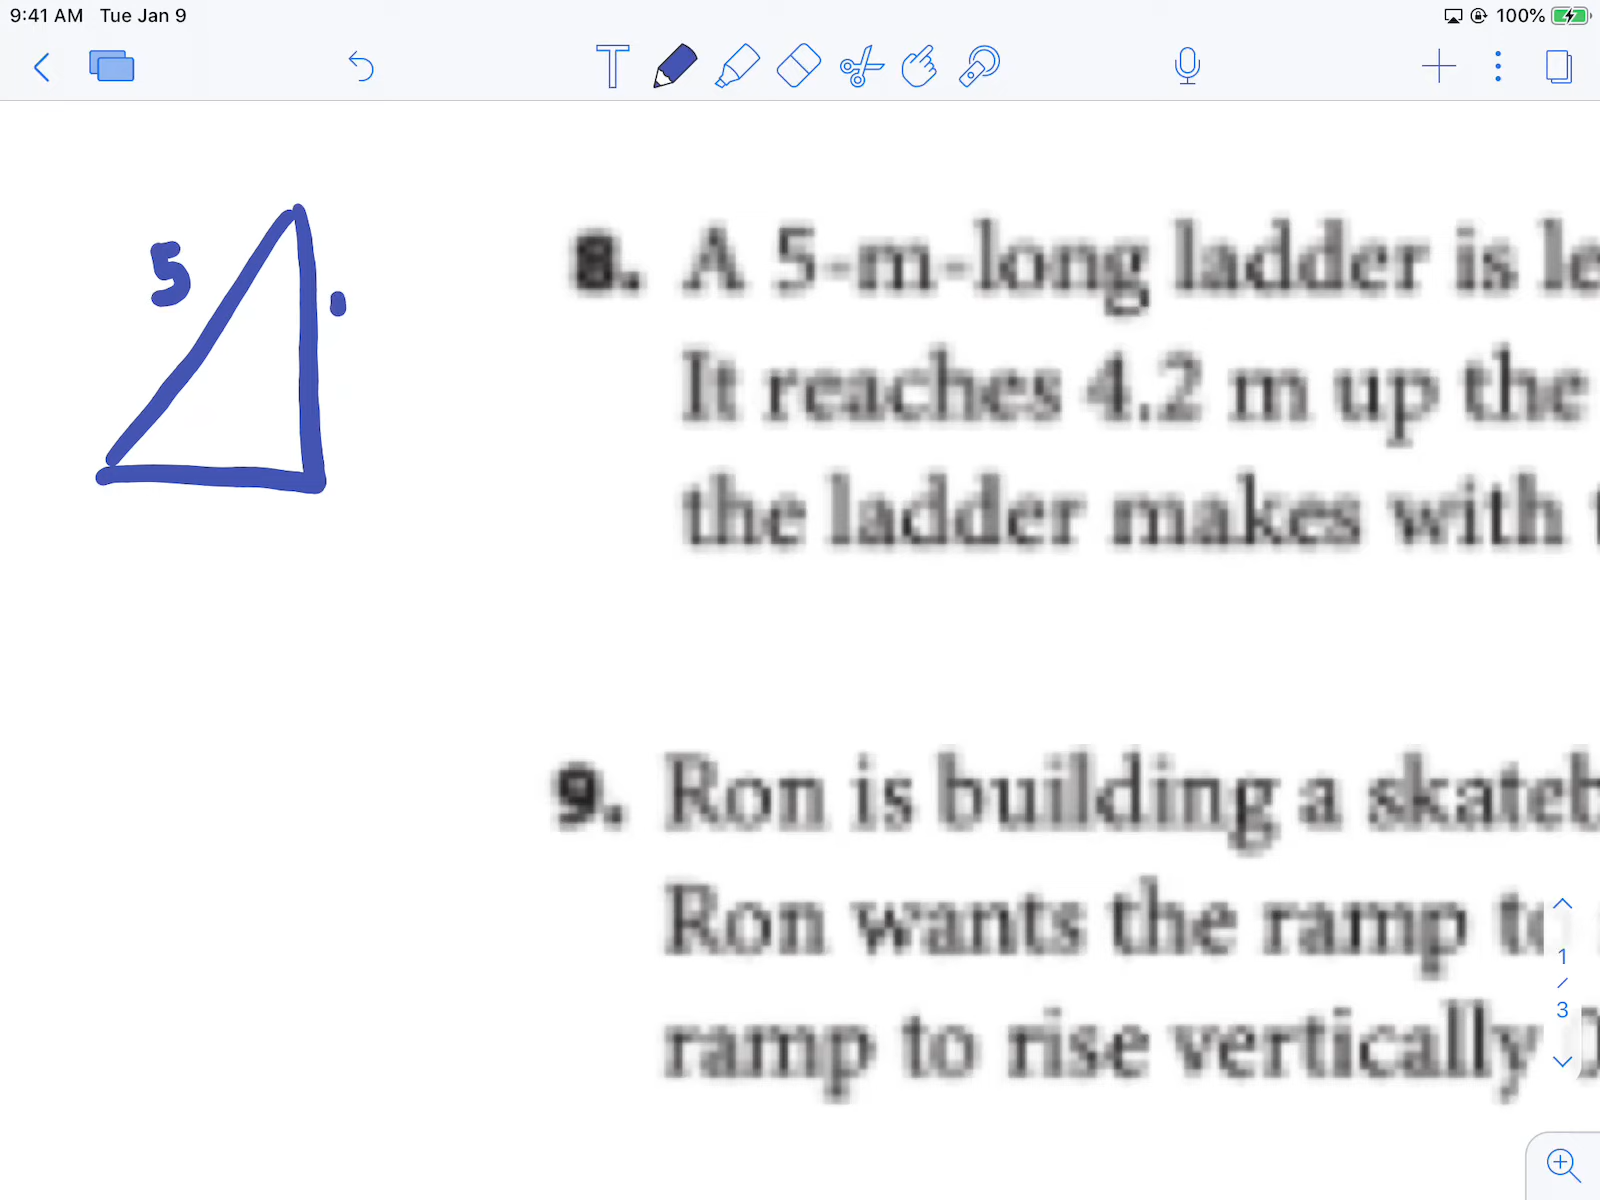 9:41 AM Tue Jan 9
100%
T
5
8. A 5-m-long ladder is le
It reaches 4.2 m up the
the ladder makes with
9. Ron is building a skateb
Ron wants the ramp to
ramp to rise vertically
1
/
3